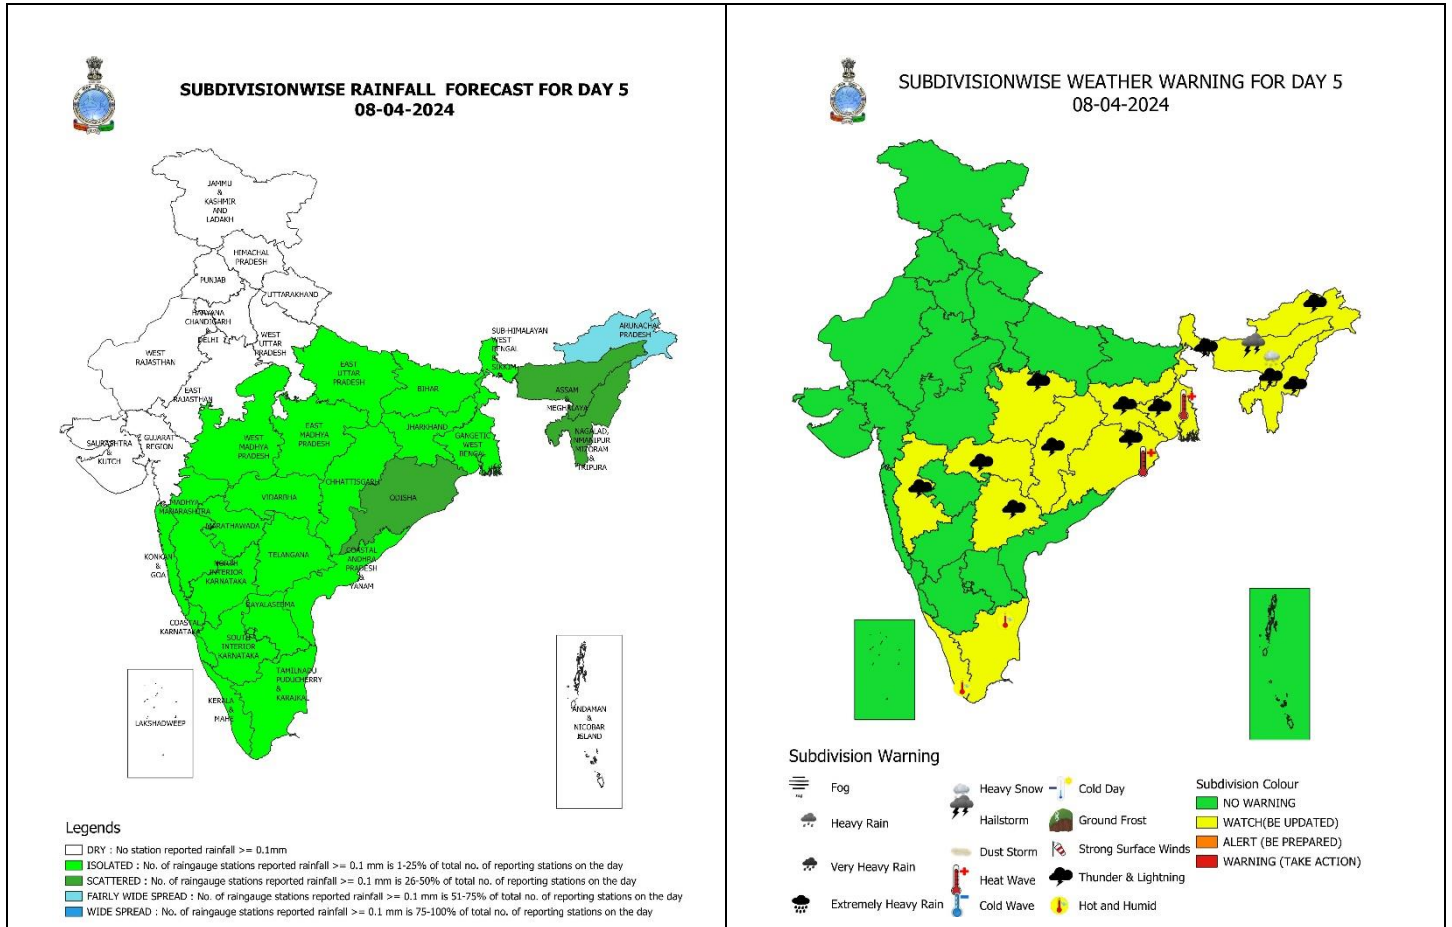 SUBDIVISIONWISE RAINFALL FORECAST FOR DAY 5
08-04-2024
JAMMU
&
KASHMIR
AND
LADAKH
HIMACHAL
PRADESH
PUNJAB
UTTARAKHAND
HARYANA
CHANDIGARH
&
DELHI
WEST
UTTAR
PRADESH
WEST
RAJASTHAN
EAST
RAJASTHAN
SUB-HIMALAYAN
WEST
BENGAL
&
SIKKIM
ARUNACHAL
PRADESH
EAST
UTTAR
PRADESH
BIHAR
ASSAM
&
MEGHALAYA
NAGALAD,
NMANIPUR
MIZORAM
&
TRIPURA
SAURASHTRA
&
KUTCH
GUJARAT
REGION
WEST
MADHYA
PRADESH
EAST
MADHYA
PRADESH
JHARKHAND
GANGETIC
WEST
BENGAL
CHHATTISGARH
ODISHA
VIDARBHA
MADHYA
MAHARASHTRA
MARATHAWADA
TELANGANA
COASTAL
ANDHRA
PRADESH
&
YANAM
KONKAN
&
GOA
NORTH
INTERIOR
KARNATAKA
RAYALASEEMA
COASTAL
KARNATAKA
SOUTH
INTERIOR
KARNATAKA
TAMILNADU
PUDUCHERRY
&
KARAIKAL
KERALA
&
MAHE
LAKSHADWEEP
ANDAMAN
&
NICOBAR
ISLAND
Legends
DRY : No station reported rainfall >= 0.1mm
ISOLATED : No. of raingauge stations reported rainfall >= 0.1 mm is 1-25% of total no. of reporting stations on the day
SCATTERED : No. of raingauge stations reported rainfall >= 0.1 mm is 26-50% of total no. of reporting stations on the day
FAIRLY WIDE SPREAD : No. of raingauge stations reported rainfall >= 0.1 mm is 51-75% of total no. of reporting stations on the day
WIDE SPREAD : No. of raingauge stations reported rainfall >= 0.1 mm is 75-100% of total no. of reporting stations on the day
SUBDIVISIONWISE WEATHER WARNING FOR DAY 5
08-04-2024
Subdivision Warning
Fog
Heavy Rain
Very Heavy Rain
Extremely Heavy Rain
Heavy Snow
Hailstorm
Dust Storm
Heat Wave
Cold Wave
Cold Day
Ground Frost
Strong Surface Winds
Thunder & Lightning
Hot and Humid
Subdivision Colour
NO WARNING
WATCH(BE UPDATED)
ALERT (BE PREPARED)
WARNING (TAKE ACTION)